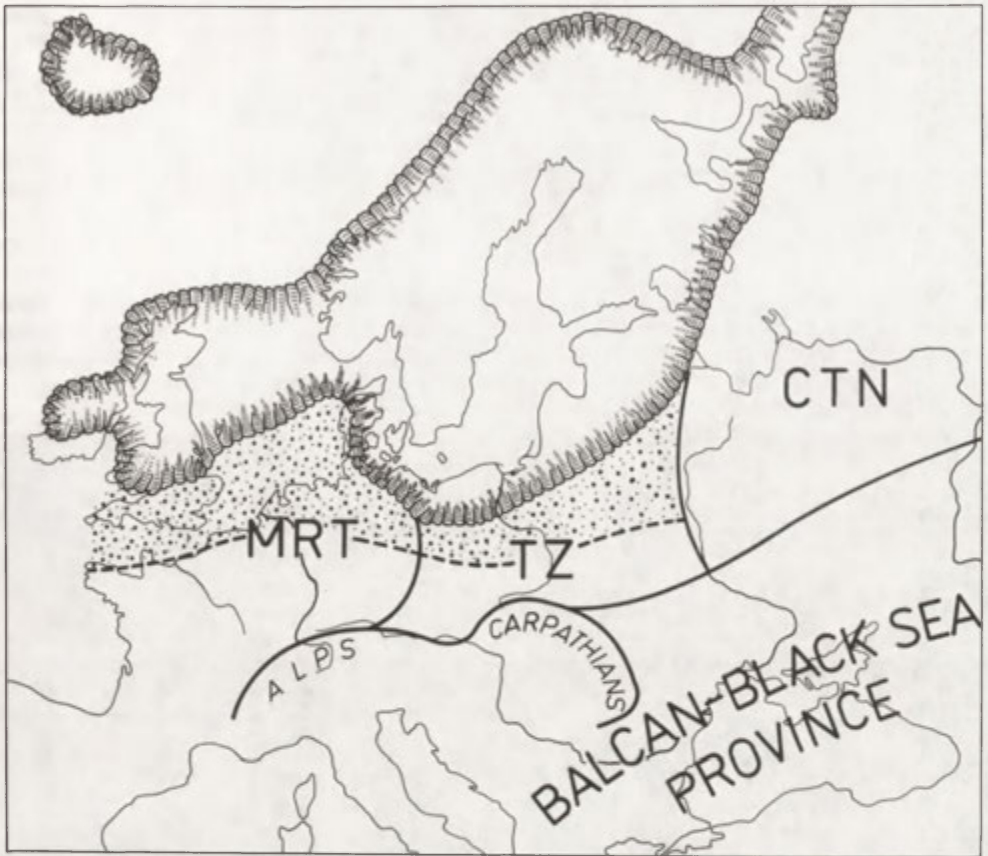 CTN
MRT
TZ
ALPS
CARPATHIANS
BALCAN-BLACK SEA
PROVINCE